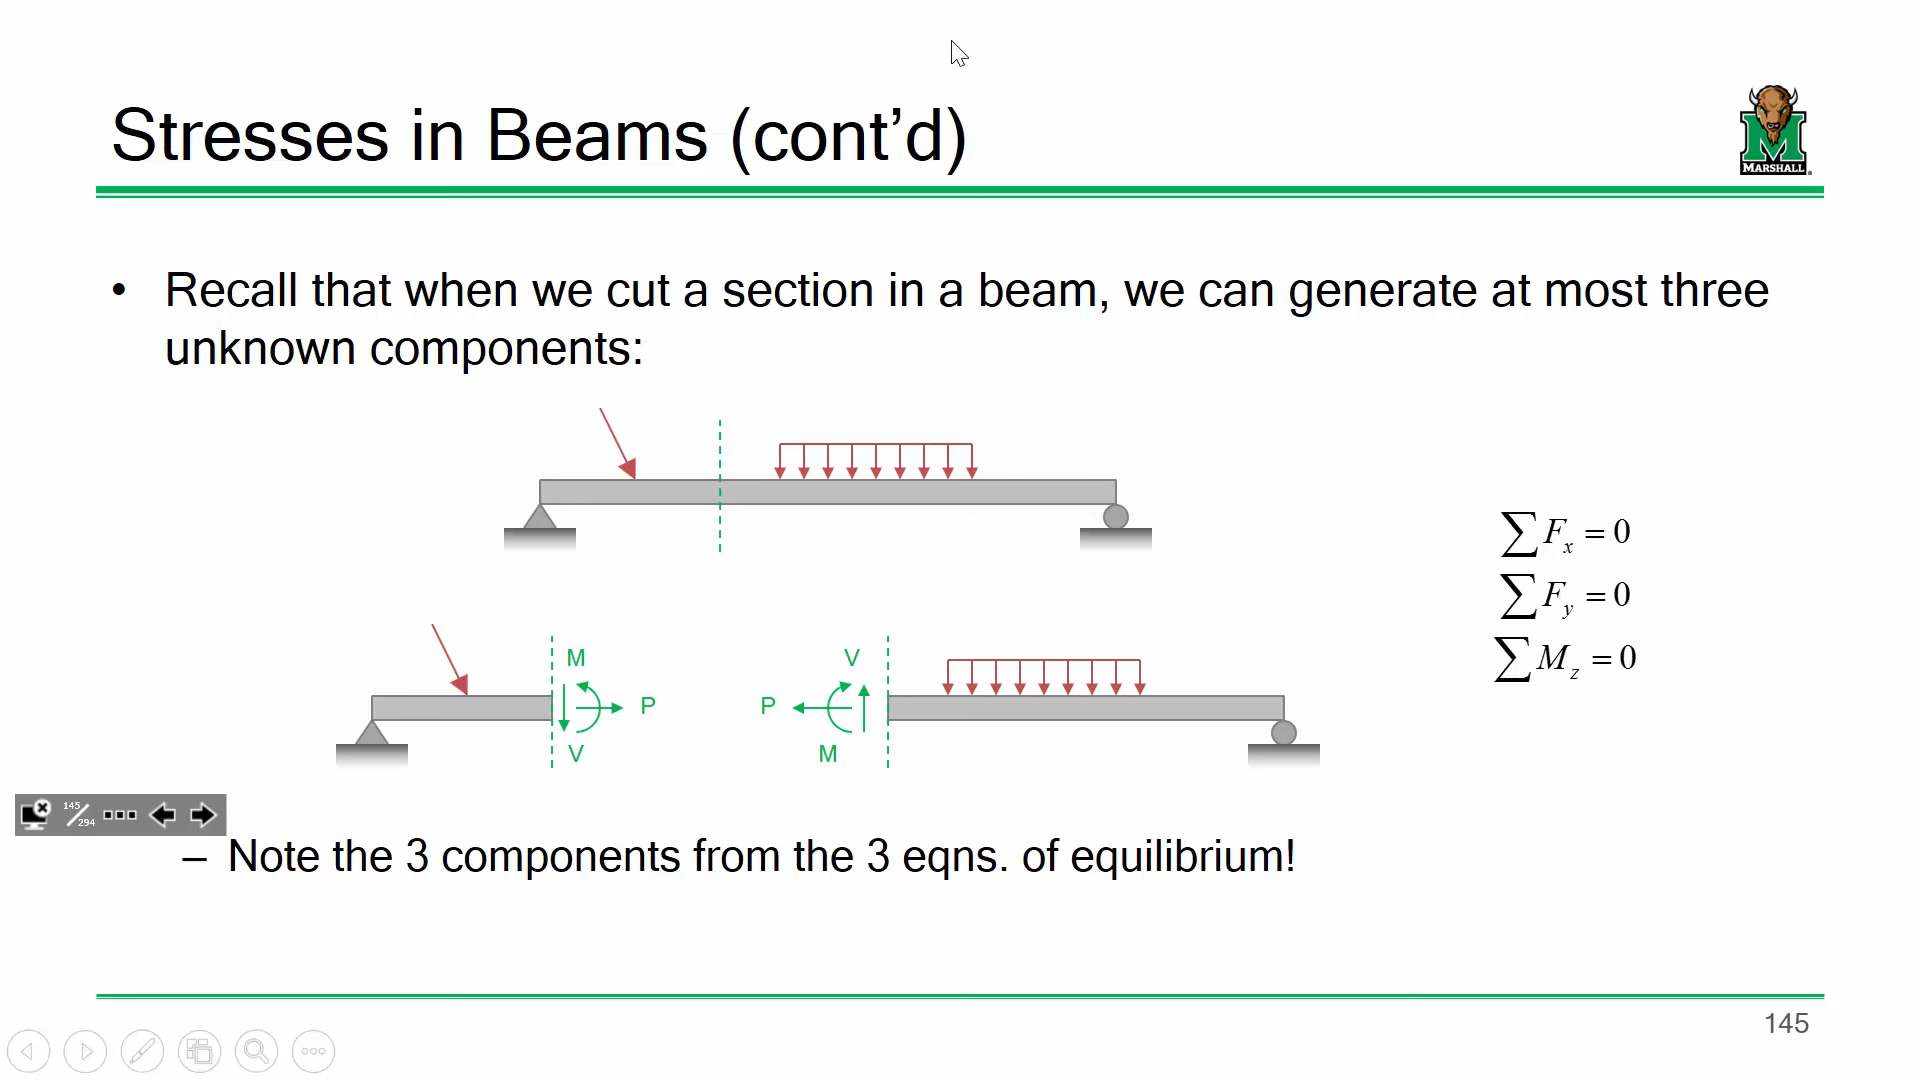 Stresses in Beams (cont’d)
MARSHALL
• Recall that when we cut a section in a beam, we can generate at most three
unknown components:
∑Fx = 0
∑Fy = 0
∑Mz = 0
M
P
V
V
P
M
145/294
– Note the 3 components from the 3 eqns. of equilibrium!
145